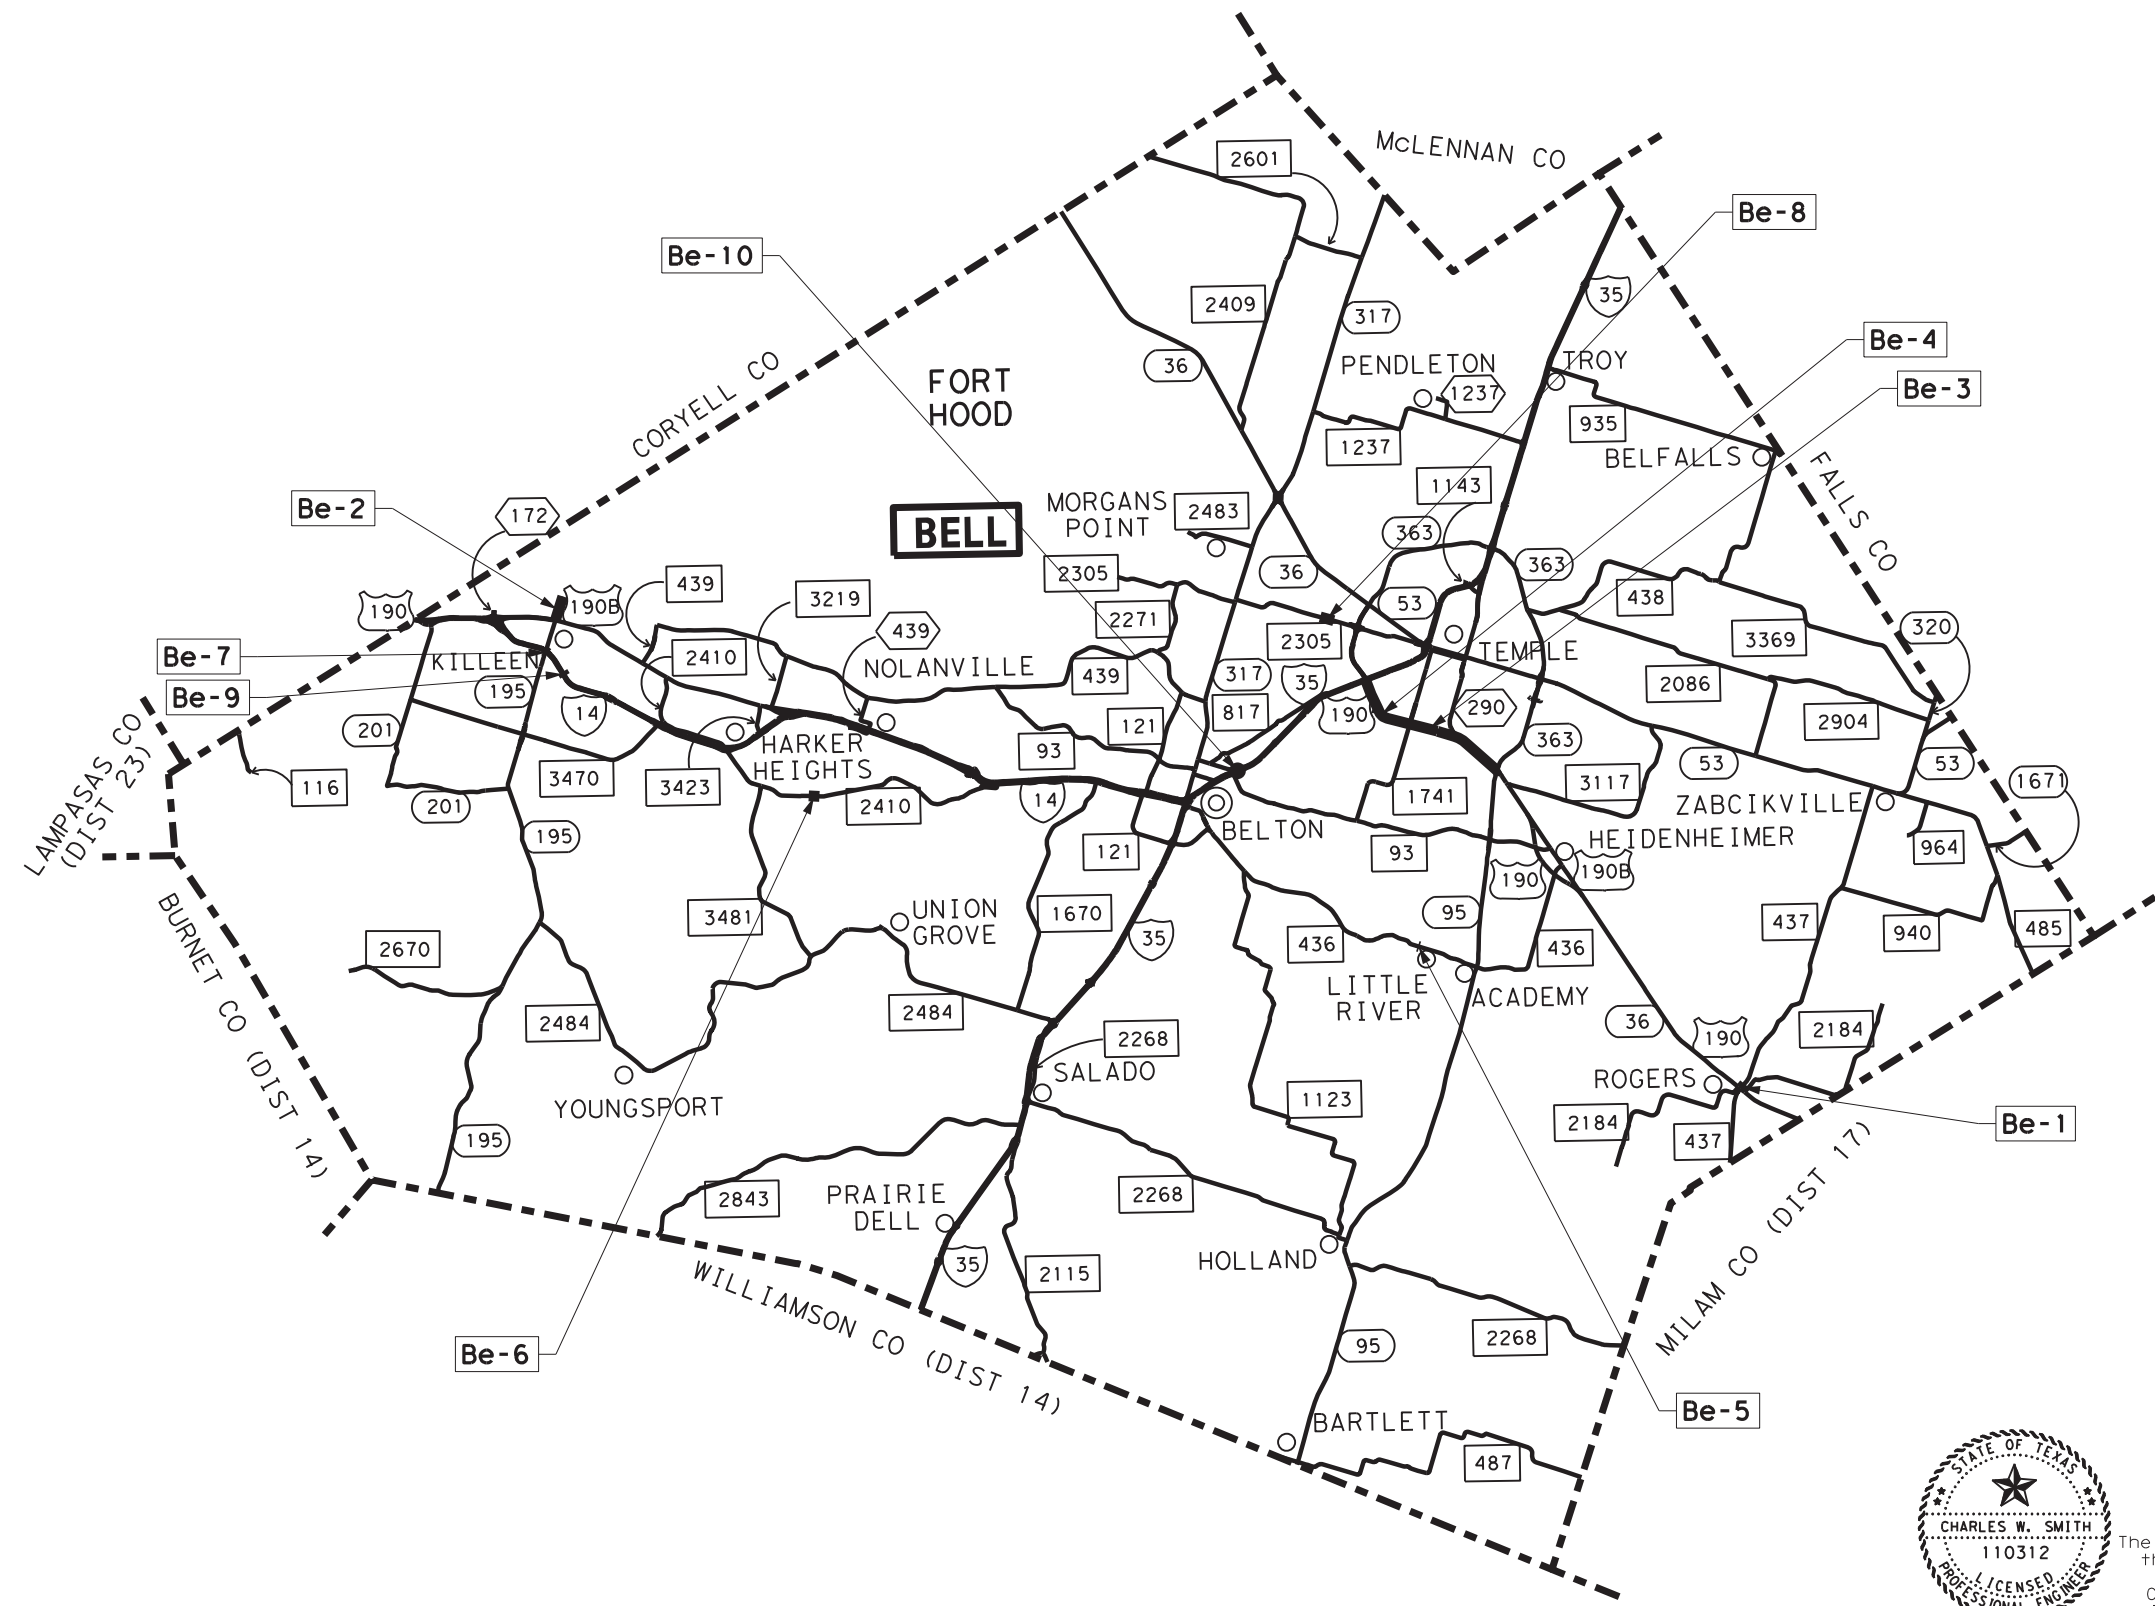 McLENNAN CO
2601
Be-8
Be-10
35
2409
317
Be-4
36
FORT
HOOD
PENDLETON
TROY
CORYELL CO
1237
Be-3
935
1237
BELFALLS
FALLS CO
1143
MORGANS
POINT
2483
Be-2
172
BELL
363
363
2305
36
439
3219
190
190B
53
438
2271
439
2305
320
3369
Be-7
KILLEEN
2410
NOLANVILLE
TEMPLE
439
317
35
2086
Be-9
195
14
817
190
290
2904
201
121
363
LAMPASAS CO
(DIST 23)
HARKER
HEIGHTS
93
53
53
116
3470
3423
1741
3117
1671
201
2410
14
ZABCIKVILLE
195
BELTON
HEIDENHEIMER
121
93
964
190
190B
BURNET CO (DIST 14)
3481
UNION
GROVE
1670
95
437
940
485
35
436
436
2670
LITTLE
RIVER
ACADEMY
2484
2484
36
2184
2268
190
SALADO
ROGERS
YOUNGSPORT
1123
2184
437
Be-1
195
MILAM CO (DIST 17)
2843
PRAIRIE
DELL
2268
HOLLAND
35
2115
WILLIAMSON CO (DIST 14)
Be-6
95
2268
Be-5
BARTLETT
487
STATE OF TEXAS
CHARLES W. SMITH
110312
LICENSED
PROFESSIONAL ENGINEER
The